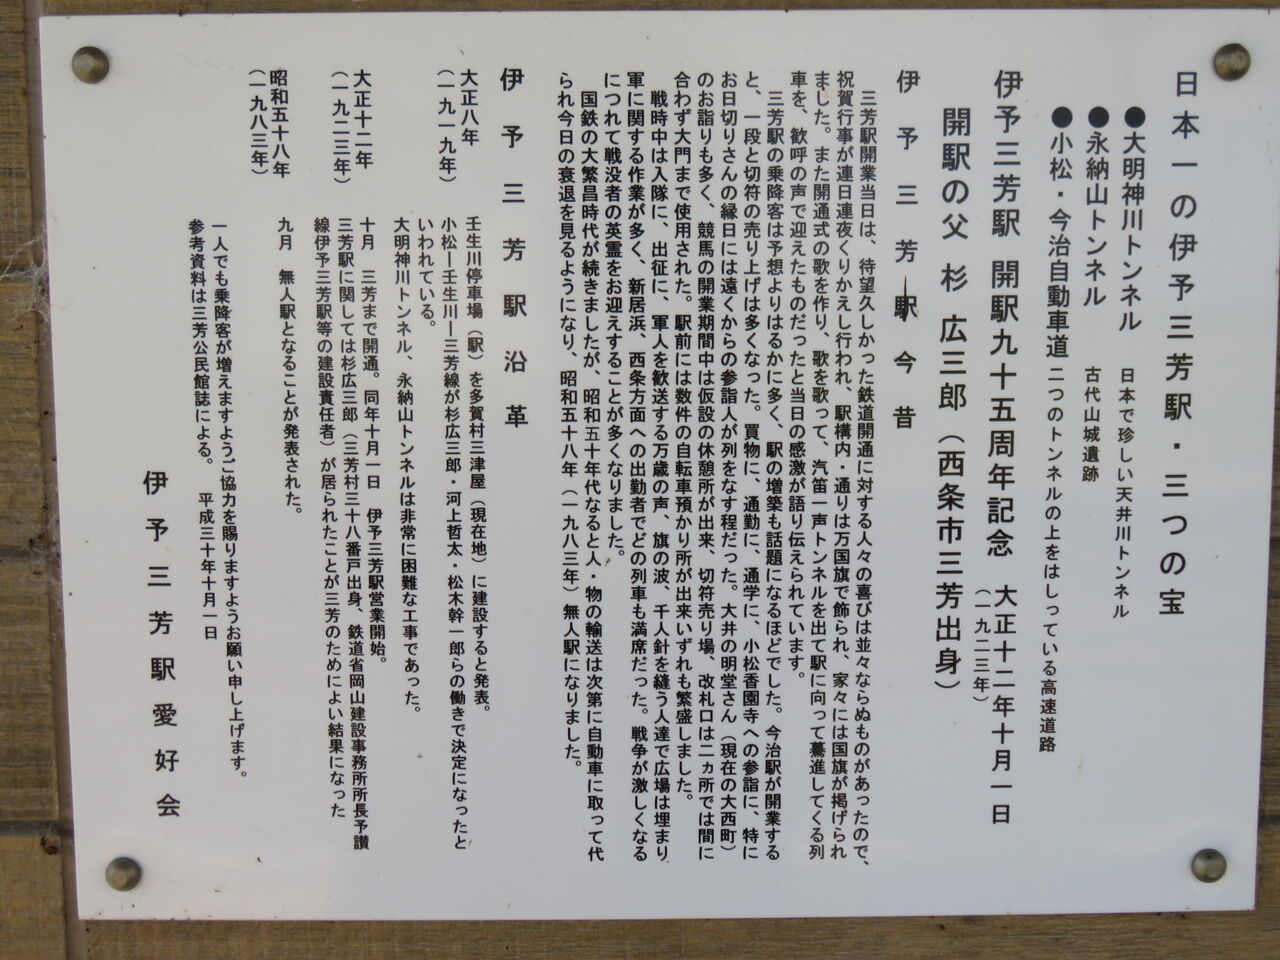 日本一の伊予三芳駅・三つの宝
●大明神川トンネル 日本で珍しい天井川トンネル
●永納山トンネル 古代山城遺跡
●小松・今治自動車道 二つのトンネルの上をはしっている高速道路
伊予三芳駅 開駅九十五周年記念 大正十二年十月一日
（一九二三年）
開駅の父 杉 広三郎（西条市三芳出身）
伊予三芳駅今昔
三芳駅開業当日は、待望久しかった鉄道開通に対する人々の喜びは並々ならぬものがあったので、
祝賀行事が連日連夜くりかえし行われ、駅構内・通りは万国旗で飾られ、家々には国旗が掲げられ
ました。また開通式の歌を作り、歌を歌って、汽笛一声トンネルを出て駅に向って驀進してくる列
車を、歓呼の声で迎えたものだったと当日の感激が語り伝えられています。
三芳駅の乗降客は予想よりはるかに多く、駅の増築も話題になるほどでした。今治駅が開業する
と、一段と切符の売り上げは多くなった。買物に、通勤に、通学に、小松香園寺への参詣に、特に
お日切りさんの縁日には遠くからの参詣人が列をなす程だった。大井の明堂さん（現在の大西町）
のお詣りも多く、競馬の開業期間中は仮設の休憩所が出来、切符売り場、改札口は二ヵ所では間に
合わず大門まで使用された。駅前には数件の自転車預かり所が出来いずれも繁盛しました。
戦時中は入隊に、出征に、軍人を歓送する万歳の声、旗の波、千人針を縫う人達で広場は埋まり、
軍に関する作業が多く、新居浜、西条方面への出勤者でどの列車も満席だった。戦争が激しくなる
につれて戦没者の英霊をお迎えすることが多くなりました。
国鉄の大繁昌時代が続きましたが、昭和五十年代なると人・物の輸送は次第に自動車に取って代
られ今日の衰退を見るようになり、昭和五十八年（一九八三年）無人駅になりました。
伊予三芳駅沿革
大正八年 壬生川停車場（駅）を多賀村三津屋（現在地）に建設すると発表。
（一九一九年） 小松ー壬生川ー三芳線が杉広三郎・河上哲太・松木幹一郎らの働きで決定になったと
いわれている。
大明神川トンネル、永納山トンネルは非常に困難な工事であった。
大正十二年 十月 三芳まで開通。同年十月一日 伊予三芳駅営業開始。
（一九二三年） 三芳駅に関しては杉広三郎（三芳村三十八番戸出身、鉄道省岡山建設事務所所長予讃
線伊予三芳駅等の建設責任者）が居られたことが三芳のためによい結果になった
昭和五十八年 九月 無人駅となることが発表された。
（一九八三年）
一人でも乗降客が増えますようご協力を賜りますようお願い申し上げます。
参考資料は三芳公民館誌による。 平成三十年十月一日
伊予三芳駅愛好会